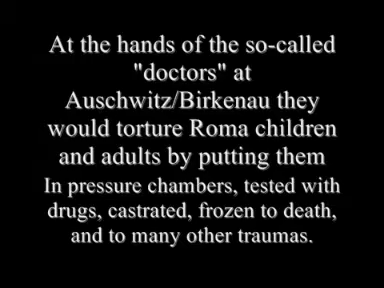 At the hands of the so-called
"doctors" at
Auschwitz/Birkenau they
would torture Roma children
and adults by putting them
In pressure chambers, tested with
drugs, castrated, frozen to death,
and to many other traumas.